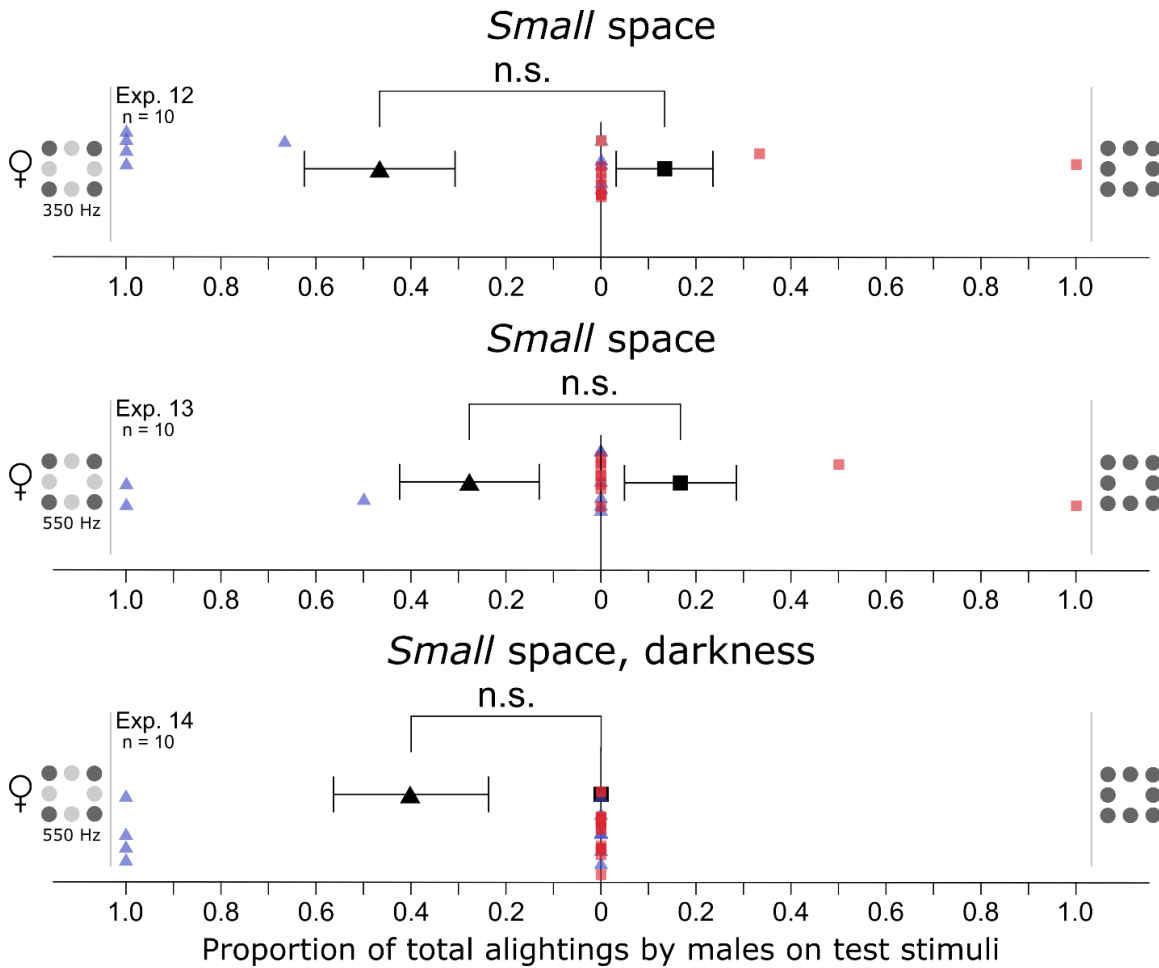 Small space
n.s.
Exp. 12
n = 10
♀
350 Hz
1.0 0.8 0.6 0.4 0.2 0 0.2 0.4 0.6 0.8 1.0
Small space
n.s.
Exp. 13
n = 10
♀
550 Hz
1.0 0.8 0.6 0.4 0.2 0 0.2 0.4 0.6 0.8 1.0
Small space, darkness
n.s.
Exp. 14
n = 10
♀
550 Hz
1.0 0.8 0.6 0.4 0.2 0 0.2 0.4 0.6 0.8 1.0
Proportion of total alightings by males on test stimuli